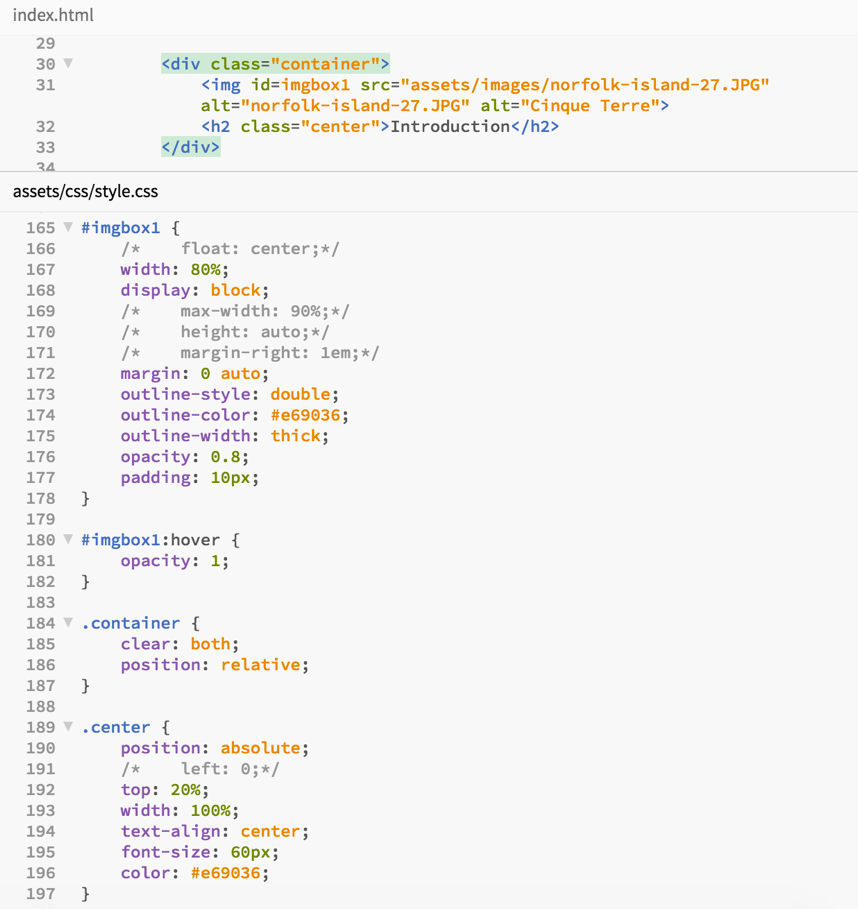 index.html
29
30 <div class="container">
31 <img id=imgbox1 src="assets/images/norfolk-island-27.JPG"
alt="norfolk-island-27.JPG" alt="Cinque Terre">
32 <h2 class="center">Introduction</h2>
33 </div>
34
assets/css/style.css
165 #imgbox1 {
166 /*    float: center;*/
167 width: 80%;
168 display: block;
169 /*    max-width: 90%;*/
170 /*    height: auto;*/
171 /*    margin-right: 1em;*/
172 margin: 0 auto;
173 outline-style: double;
174 outline-color: #e69036;
175 outline-width: thick;
176 opacity: 0.8;
177 padding: 10px;
178 }
179
180 #imgbox1:hover {
181 opacity: 1;
182 }
183
184 .container {
185 clear: both;
186 position: relative;
187 }
188
189 .center {
190 position: absolute;
191 /*    left: 0;*/
192 top: 20%;
193 width: 100%;
194 text-align: center;
195 font-size: 60px;
196 color: #e69036;
197 }